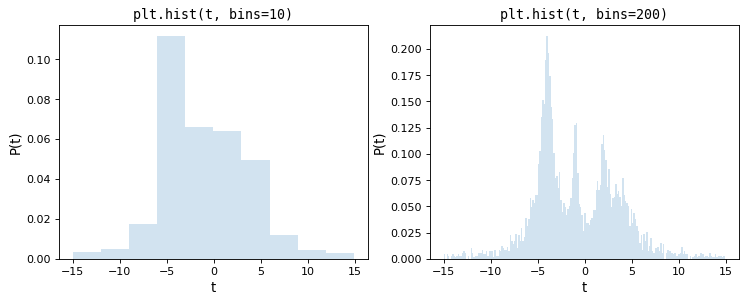 plt.hist(t, bins=10)
0.10
0.08
0.06
0.04
0.02
0.00
P(t)
−15 −10 −5 0 5 10 15
t
plt.hist(t, bins=200)
0.200
0.175
0.150
0.125
0.100
0.075
0.050
0.025
0.000
P(t)
−15 −10 −5 0 5 10 15
t